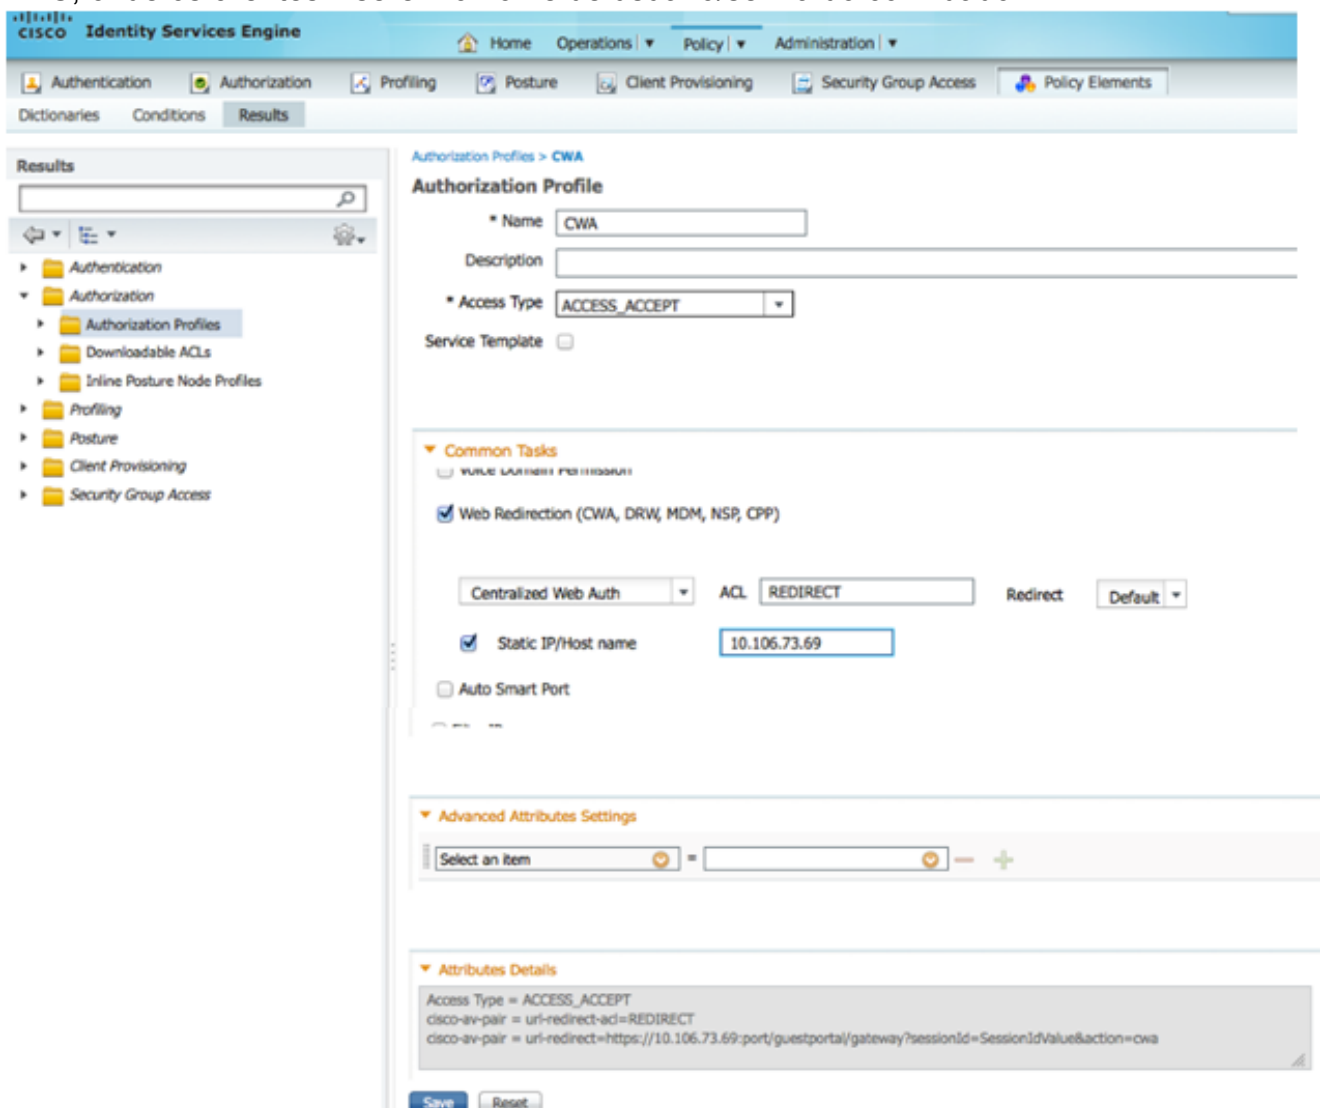 CISCO Identity Services Engine
Home Operations Policy Administration
Authentication Authorization Profiling Posture Client Provisioning Security Group Access Policy Elements
Dictionaries Conditions Results
Results
Authentication
Authorization
Authorization Profiles
Downloadable ACLs
Inline Posture Node Profiles
Profiling
Posture
Client Provisioning
Security Group Access
Authorization Profiles > CWA
Authorization Profile
* Name CWA
Description
* Access Type ACCESS_ACCEPT
Service Template
Common Tasks
Voice Domain Permission
Web Redirection (CWA, DRW, MDM, NSP, CPP)
Centralized Web Auth ACL REDIRECT Redirect Default
Static IP/Host name 10.106.73.69
Auto Smart Port
Advanced Attributes Settings
Select an item =
Attributes Details
Access Type = ACCESS_ACCEPT
cisco-av-pair = url-redirect-acl=REDIRECT
cisco-av-pair = url-redirect=https://10.106.73.69:port/guestportal/gateway?sessionId=SessionIdValue&action=cwa
Save Reset